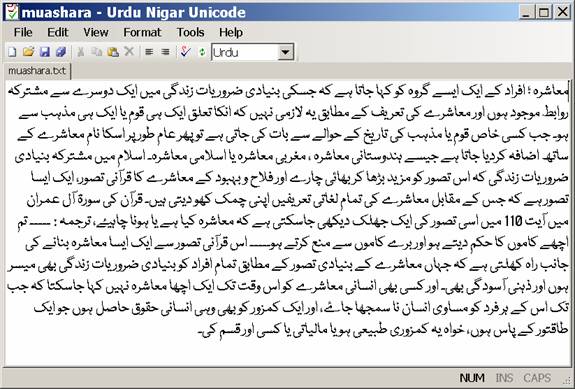 muashara - Urdu Nigar Unicode
File Edit View Format Tools Help
Urdu
muashara.txt
معاشرہ ؛ افراد کے ایک ایسے گروہ کو کہا جاتا ہے کہ جسکی بنیادی ضروریات زندگی میں ایک دوسرے سے مشترکہ
روابط موجود ہوں اور معاشرے کی تعریف کے مطابق یہ لازمی نہیں کہ انکا تعلق ایک ہی قوم یا ایک ہی مذہب سے
ہو۔ جب کسی خاص قوم یا مذہب کی تاریخ کے حوالے سے بات کی جاتی ہے تو پھر عام طور پر اسکا نام معاشرے کے
ساتھ اضافہ کردیا جاتا ہے جیسے ہندوستانی معاشرہ ، مغربی معاشرہ یا اسلامی معاشرہ۔ اسلام میں مشترکہ بنیادی
ضروریات زندگی کہ اس تصور کو مزید بڑھا کر بھائی چارے اور فلاح و بہبود کے معاشرے کا قرآنی تصور، ایک ایسا
تصور ہے کہ جس کے مقابل معاشرے کی تمام لغاتی تعریفیں اپنی چمک کھو دیتی ہیں۔ قرآن کی سورۃ آل عمران
میں آیت 110 میں اسی تصور کی ایک جھلک دیکھی جاسکتی ہے کہ معاشرہ کیا ہے یا ہونا چاہیئے، ترجمہ : ۔۔۔۔۔ تم
اچھے کاموں کا حکم دیتے ہو اور برے کاموں سے منع کرتے ہو۔۔۔۔۔ اس قرآنی تصور سے ایک ایسا معاشرہ بنانے کی
جانب راہ کھلتی ہے کہ جہاں معاشرے کے بنیادی تصور کے مطابق تمام افراد کو بنیادی ضروریات زندگی بھی میسر
ہوں اور ذہنی آسودگی بھی۔ اور کسی بھی انسانی معاشرے کو اس وقت تک ایک اچھا معاشرہ نہیں کہا جاسکتا کہ جب
تک اس کے ہر فرد کو مساوی انسان نا سمجھا جائے، اور ایک کمزور کو بھی وہی انسانی حقوق حاصل ہوں جو ایک
طاقتور کے پاس ہوں، خواہ یہ کمزوری طبیعی ہو یا مالیاتی یا کسی اور قسم کی۔
NUM INS CAPS